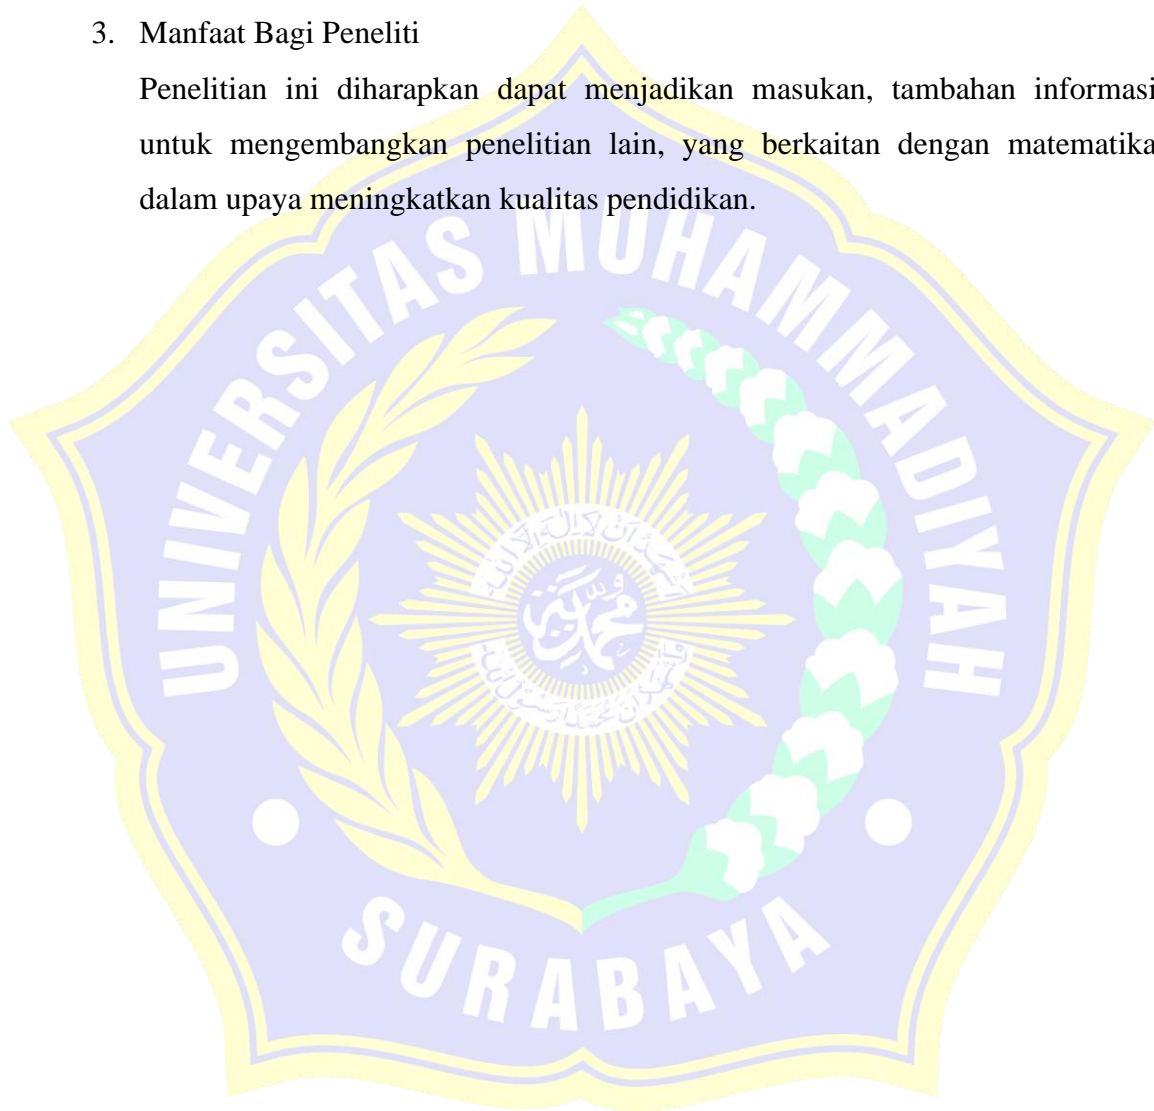 3. Manfaat Bagi Peneliti
Penelitian ini diharapkan dapat menjadikan masukan, tambahan informasi
untuk mengembangkan penelitian lain, yang berkaitan dengan matematika
dalam upaya meningkatkan kualitas pendidikan.
UNIVERSITAS MUHAMMADIYAH
محمد
SURABAYA